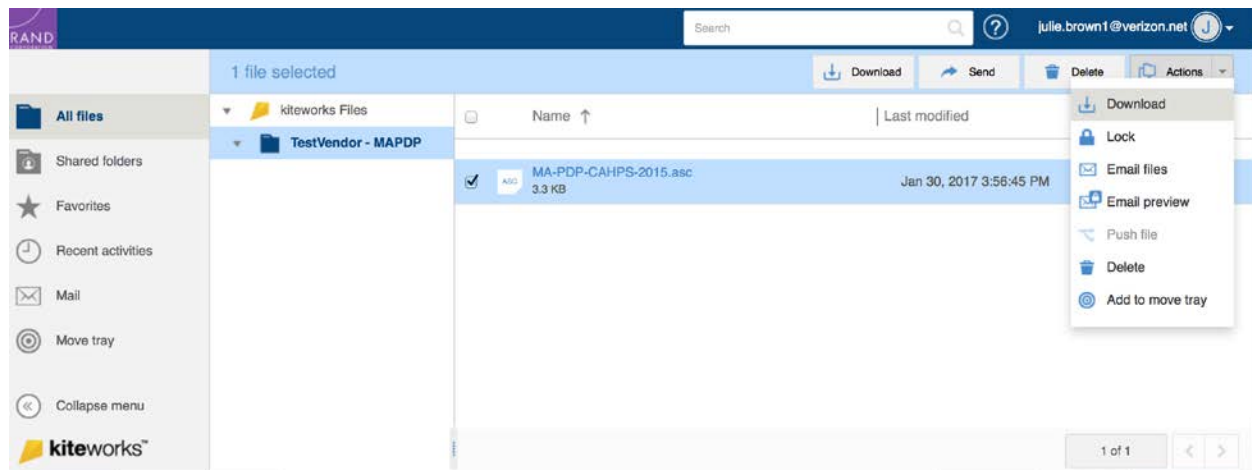 RAND
Search
?
julie.brown1@verizon.net J
1 file selected
Download
Send
Delete
Actions
All files
Shared folders
Favorites
Recent activities
Mail
Move tray
Collapse menu
kiteworks™
kiteworks Files
TestVendor - MAPDP
Name ↑
Last modified
MA-PDP-CAHPS-2015.asc
3.3 KB
Jan 30, 2017 3:56:45 PM
Download
Lock
Email files
Email preview
Push file
Delete
Add to move tray
1 of 1